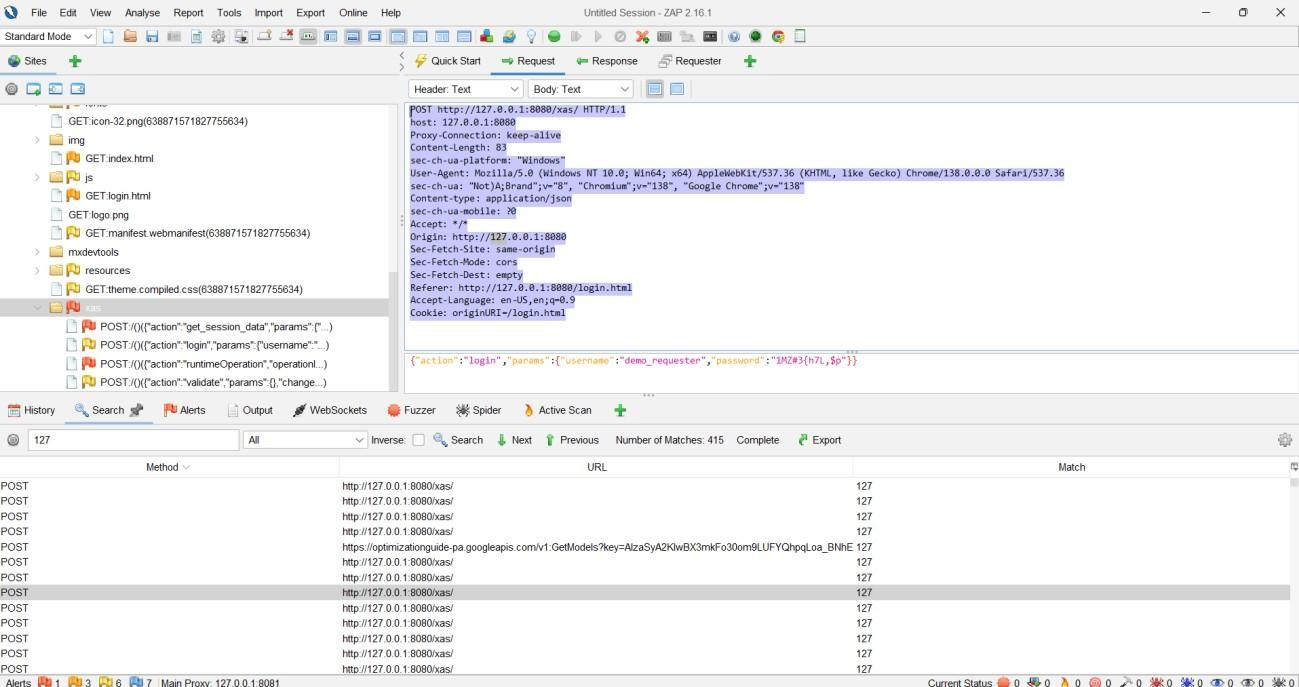 Untitled Session - ZAP 2.16.1
File Edit View Analyse Report Tools Import Export Online Help
Standard Mode
Sites
Quick Start Request Response Requester
Header: Text Body: Text
GET:icon-32.png(638871571827755634)
img
GET:index.html
js
GET:login.html
GET:logo.png
GET:manifest.webmanifest(638871571827755634)
mxdevtools
resources
GET:theme.compiled.css(638871571827755634)
xas
POST:/()({"action":"get_session_data","params":{"...)
POST:/()({"action":"login","params":{"username":"...)
POST:/()({"action":"runtimeOperation","operationI...)
POST:/()({"action":"validate","params":{},"change...)
POST http://127.0.0.1:8080/xas/ HTTP/1.1
host: 127.0.0.1:8080
Proxy-Connection: keep-alive
Content-Length: 83
sec-ch-ua-platform: "Windows"
User-Agent: Mozilla/5.0 (Windows NT 10.0; Win64; x64) AppleWebKit/537.36 (KHTML, like Gecko) Chrome/138.0.0.0 Safari/537.36
sec-ch-ua: "Not)A;Brand";v="8", "Chromium";v="138", "Google Chrome";v="138"
Content-type: application/json
sec-ch-ua-mobile: ?0
Accept: */*
Origin: http://127.0.0.1:8080
Sec-Fetch-Site: same-origin
Sec-Fetch-Mode: cors
Sec-Fetch-Dest: empty
Referer: http://127.0.0.1:8080/login.html
Accept-Language: en-US,en;q=0.9
Cookie: originURI=/login.html
{"action":"login","params":{"username":"demo_requester","password":"1MZ#3{h7L,$p"}}
History Search Alerts Output WebSockets Fuzzer Spider Active Scan
127 All Inverse: Search Next Previous Number of Matches: 415 Complete Export
Method URL Match
POST http://127.0.0.1:8080/xas/ 127
POST http://127.0.0.1:8080/xas/ 127
POST http://127.0.0.1:8080/xas/ 127
POST http://127.0.0.1:8080/xas/ 127
POST https://optimizationguide-pa.googleapis.com/v1:GetModels?key=AIzaSyA2KlwBX3mkFo30om9LUFYQhpqLoa_BNhE 127
POST http://127.0.0.1:8080/xas/ 127
POST http://127.0.0.1:8080/xas/ 127
POST http://127.0.0.1:8080/xas/ 127
POST http://127.0.0.1:8080/xas/ 127
POST http://127.0.0.1:8080/xas/ 127
POST http://127.0.0.1:8080/xas/ 127
POST http://127.0.0.1:8080/xas/ 127
POST http://127.0.0.1:8080/xas/ 127
Alerts 1 3 6 7 Main Proxy: 127.0.0.1:8081 Current Status 0 0 0 0 0 0 0 0 0 0